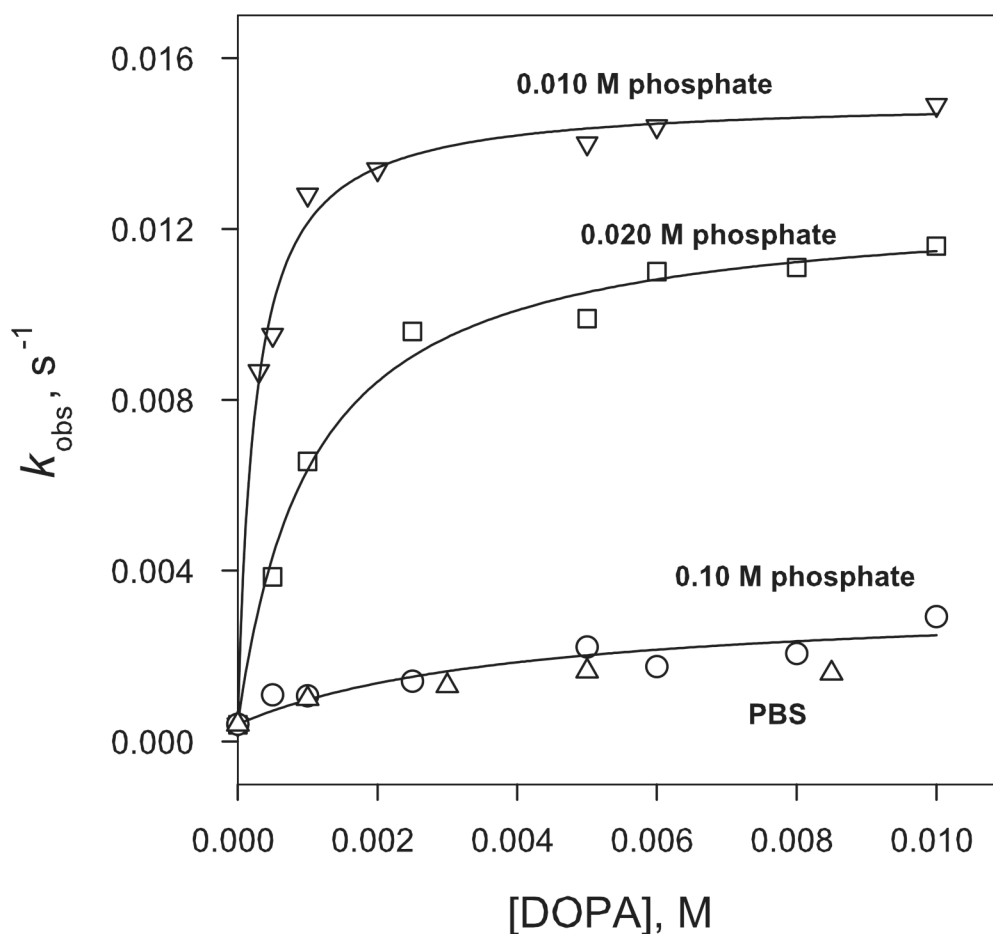 0.016
0.010 M phosphate
0.012
0.020 M phosphate
k obs, s-1
0.008
0.004
0.10 M phosphate
PBS
0.000
0.000 0.002 0.004 0.006 0.008 0.010
[DOPA], M